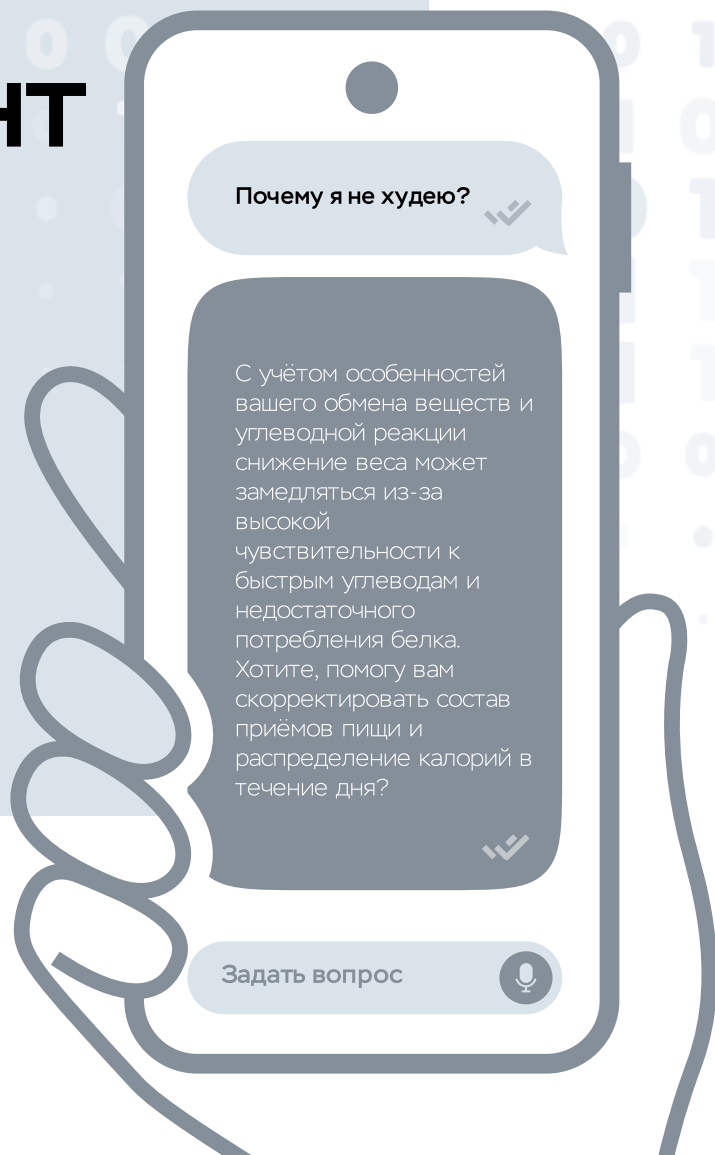 НТ
Почему я не худею?
С учётом особенностей
вашего обмена веществ и
углеводной реакции
снижение веса может
замедляться из-за
высокой
чувствительности к
быстрым углеводам и
недостаточного
потребления белка.
Хотите, помогу вам
скорректировать состав
приёмов пищи и
распределение калорий в
течение дня?
Задать вопрос